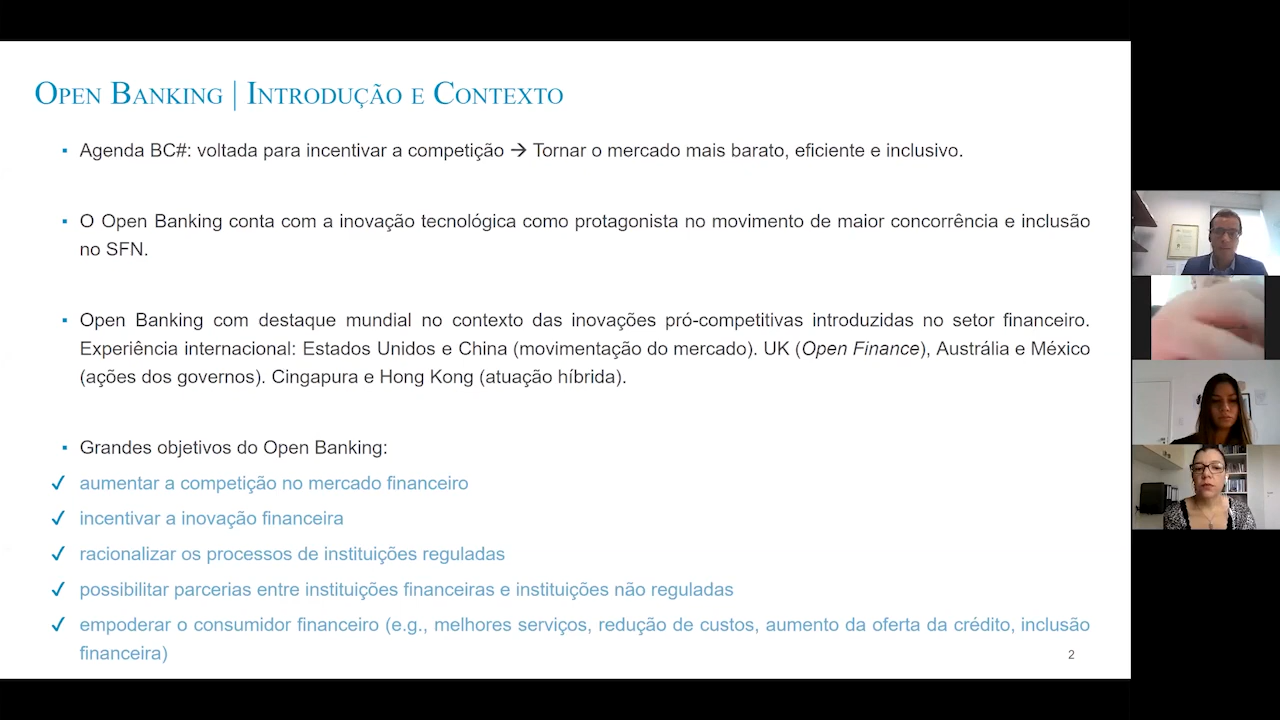 OPEN BANKING | INTRODUÇÃO E CONTEXTO
▪ Agenda BC#: voltada para incentivar a competição → Tornar o mercado mais barato, eficiente e inclusivo.
▪ O Open Banking conta com a inovação tecnológica como protagonista no movimento de maior concorrência e inclusão
no SFN.
▪ Open Banking com destaque mundial no contexto das inovações pró-competitivas introduzidas no setor financeiro.
Experiência internacional: Estados Unidos e China (movimentação do mercado). UK (Open Finance), Austrália e México
(ações dos governos). Cingapura e Hong Kong (atuação híbrida).
▪ Grandes objetivos do Open Banking:
✓ aumentar a competição no mercado financeiro
✓ incentivar a inovação financeira
✓ racionalizar os processos de instituições reguladas
✓ possibilitar parcerias entre instituições financeiras e instituições não reguladas
✓ empoderar o consumidor financeiro (e.g., melhores serviços, redução de custos, aumento da oferta da crédito, inclusão
financeira)
2